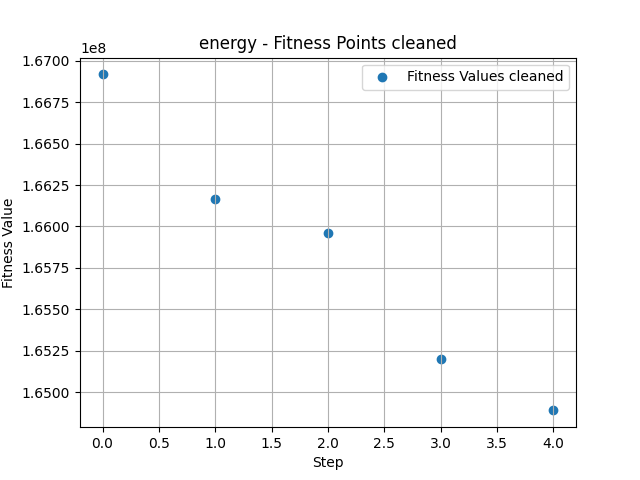 energy - Fitness Points cleaned
1e8
Fitness Values cleaned
1.6700
1.6675
1.6650
1.6625
1.6600
1.6575
1.6550
1.6525
1.6500
Fitness Value
0.0 0.5 1.0 1.5 2.0 2.5 3.0 3.5 4.0
Step